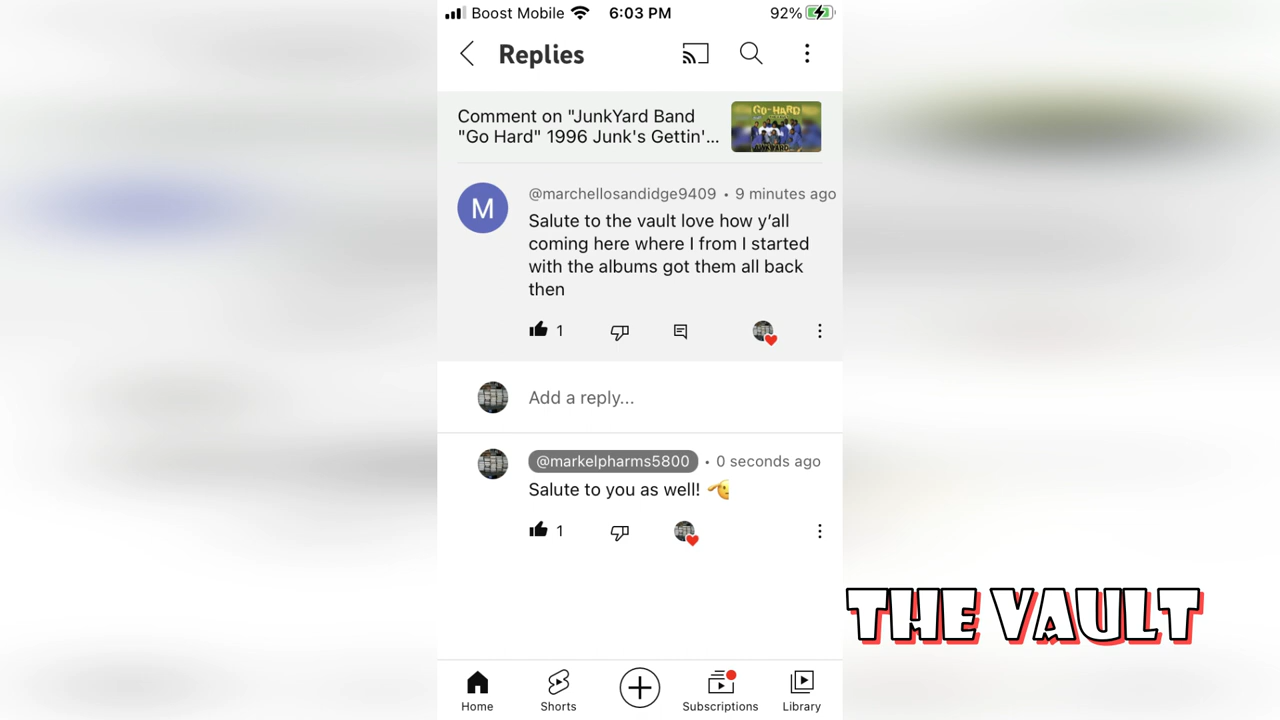 Boost Mobile 6:03 PM 92%
Replies
Comment on "JunkYard Band
"Go Hard" 1996 Junk's Gettin'...
GO-HARD
M
@marchellosandidge9409 • 9 minutes ago
Salute to the vault love how y'all
coming here where I from I started
with the albums got them all back
then
1
Add a reply...
@markelpharms5800 • 0 seconds ago
Salute to you as well! 🫡
1
THE VAULT
Home Shorts Subscriptions Library